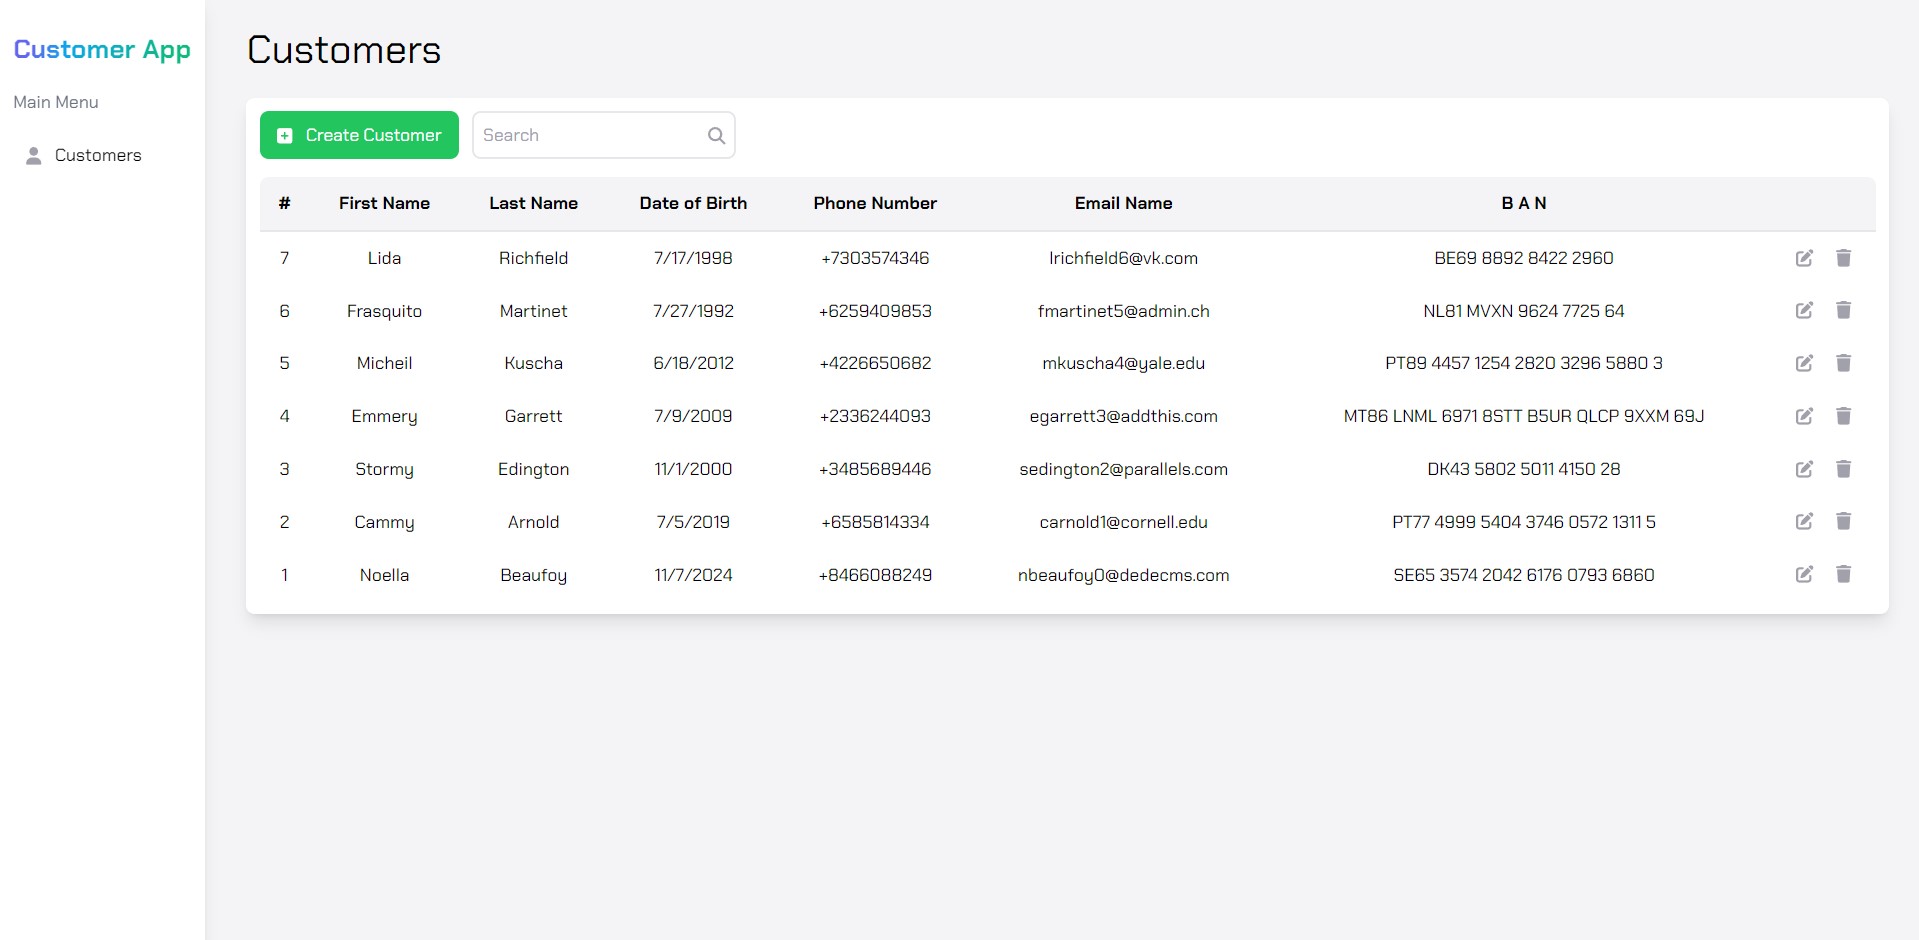 Customer App
Main Menu
Customers
Customers
Create Customer
Search
# First Name Last Name Date of Birth Phone Number Email Name B A N
7 Lida Richfield 7/17/1998 +7303574346 lrichfield6@vk.com BE69 8892 8422 2960
6 Frasquito Martinet 7/27/1992 +6259409853 fmartinet5@admin.ch NL81 MVXN 9624 7725 64
5 Micheil Kuscha 6/18/2012 +4226650682 mkuscha4@yale.edu PT89 4457 1254 2820 3296 5880 3
4 Emmery Garrett 7/9/2009 +2336244093 egarrett3@addthis.com MT86 LNML 6971 8STT B5UR QLCP 9XXM 69J
3 Stormy Edington 11/1/2000 +3485689446 sedington2@parallels.com DK43 5802 5011 4150 28
2 Cammy Arnold 7/5/2019 +6585814334 carnold1@cornell.edu PT77 4999 5404 3746 0572 1311 5
1 Noella Beaufoy 11/7/2024 +8466088249 nbeaufoy0@dedecms.com SE65 3574 2042 6176 0793 6860